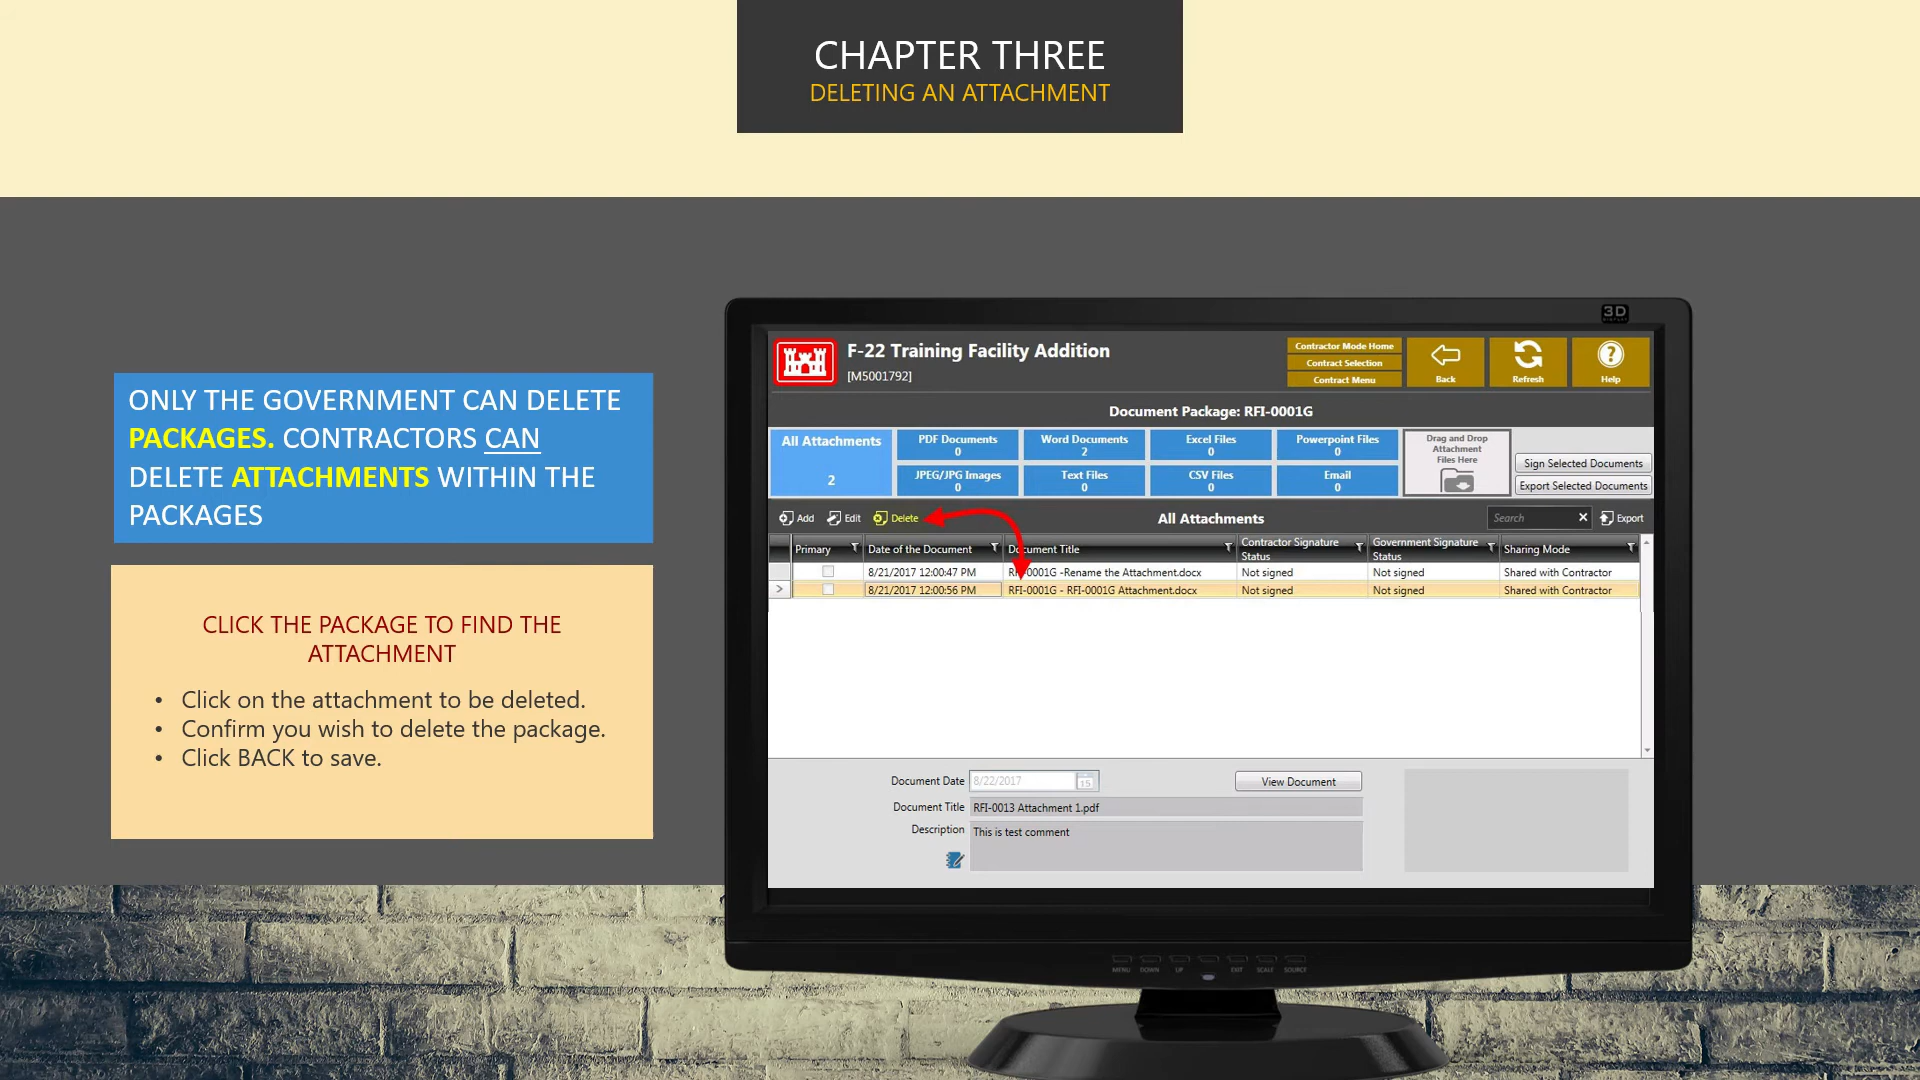 CHAPTER THREE
DELETING AN ATTACHMENT
ONLY THE GOVERNMENT CAN DELETE
PACKAGES. CONTRACTORS CAN
DELETE ATTACHMENTS WITHIN THE
PACKAGES
CLICK THE PACKAGE TO FIND THE
ATTACHMENT
• Click on the attachment to be deleted.
• Confirm you wish to delete the package.
• Click BACK to save.
3D
F-22 Training Facility Addition
[M5001792]
Contractor Mode Home
Contract Selection
Contract Menu
Back
Refresh
Help
Document Package: RFI-0001G
All Attachments
2
PDF Documents
0
Word Documents
2
Excel Files
0
Powerpoint Files
0
JPEG/JPG Images
0
Text Files
0
CSV Files
0
Email
0
Drag and Drop
Attachment
Files Here
Sign Selected Documents
Export Selected Documents
Add Edit Delete
All Attachments
Search
Export
Primary Date of the Document Document Title Contractor Signature Status Government Signature Status Sharing Mode
8/21/2017 12:00:47 PM -0001G -Rename the Attachment.docx Not signed Not signed Shared with Contractor
8/21/2017 12:00:56 PM RFI-0001G - RFI-0001G Attachment.docx Not signed Not signed Shared with Contractor
Document Date 8/22/2017 15
View Document
Document Title RFI-0013 Attachment 1.pdf
Description This is test comment
MENU DOWN UP EXIT SCALE SOURCE